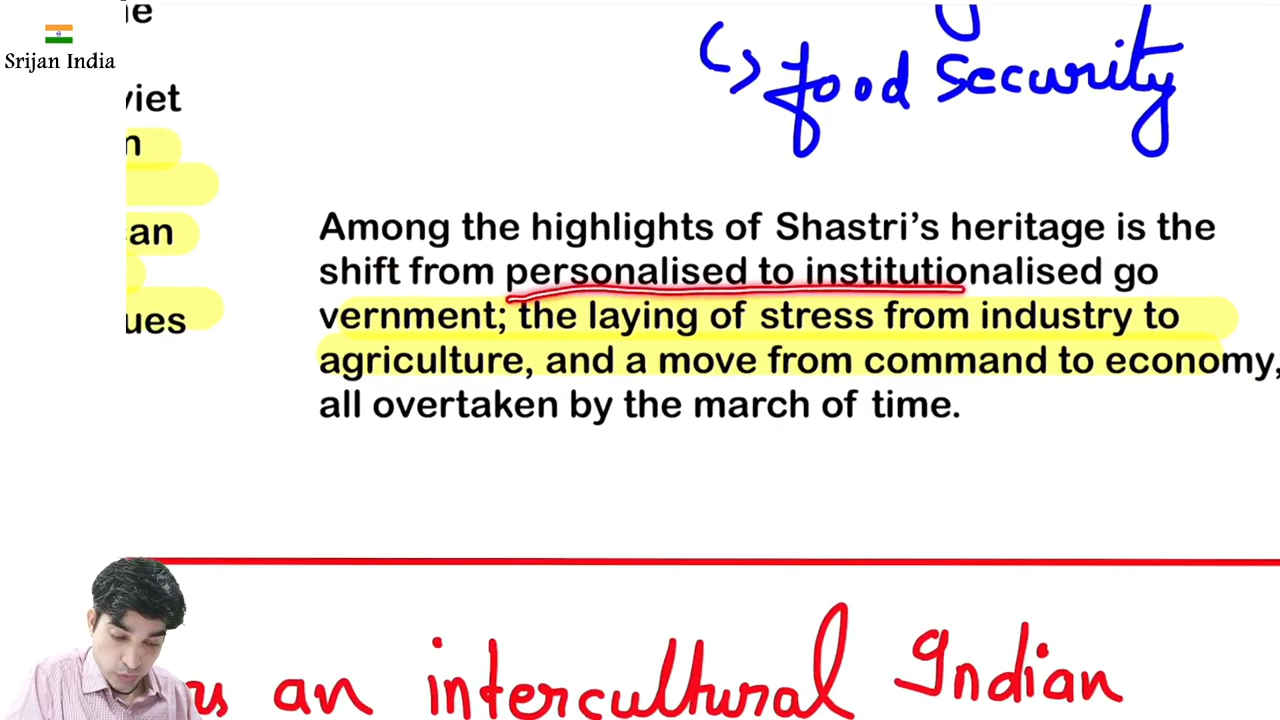 Srijan India
viet
can
ues
food security
Among the highlights of Shastri's heritage is the
shift from personalised to institutionalised go
vernment; the laying of stress from industry to
agriculture, and a move from command to economy,
all overtaken by the march of time.
an intercultural Indian